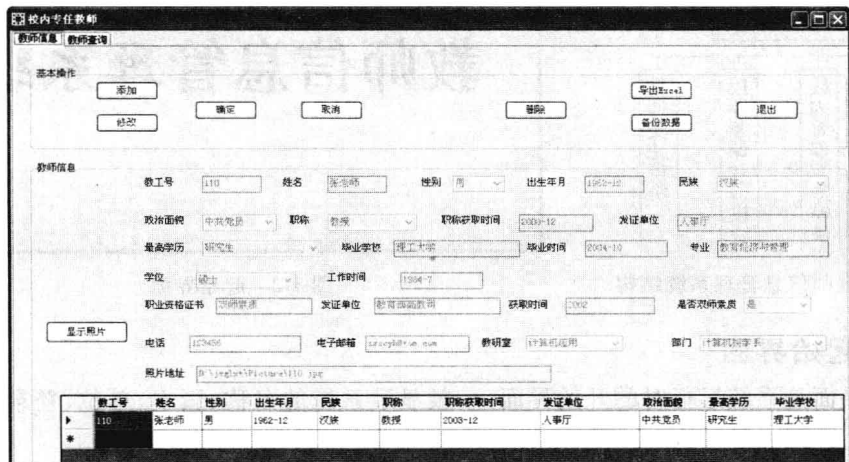 校内专任教师
教师信息 教师查询
基本操作
添加 确定 取消 删除 导出Excel 退出
修改 备份数据
教师信息
教工号 110 姓名 张老师 性别 男 出生年月 1962-12 民族 汉族
政治面貌 中共党员 职称 教授 职称获取时间 2003-12 发证单位 人事厅
最高学历 研究生 毕业学校 理工大学 毕业时间 2004-10 专业 教育经济与管理
学位 硕士 工作时间 1984-7
职业资格证书 双师素质 发证单位 教育部高教司 获取时间 2002 是否双师素质 是
显示照片
电话 123456 电子邮箱 教研室 计算机应用 部门
照片地址
教工号 姓名 性别 出生年月 民族 职称 职称获取时间 发证单位 政治面貌 最高学历 毕业学校
110 张老师 男 1962-12 汉族 教授 2003-12 人事厅 中共党员 研究生 理工大学